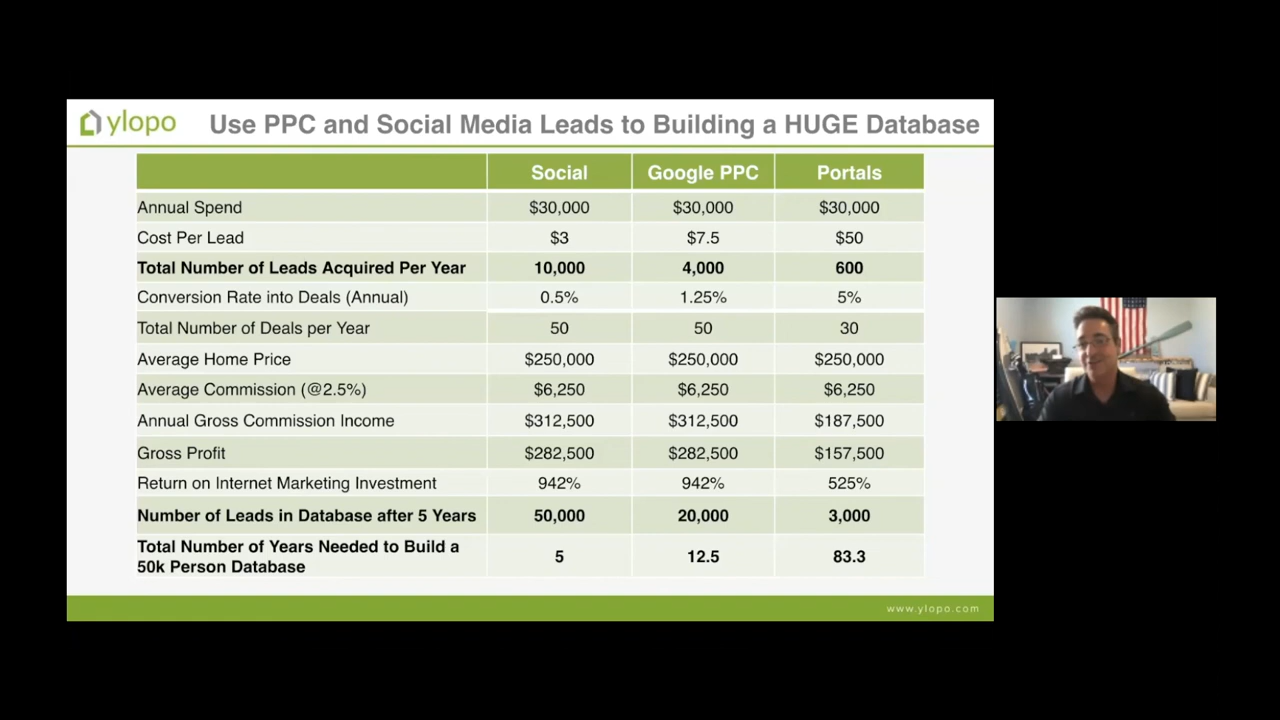 ylopo
Use PPC and Social Media Leads to Building a HUGE Database
Social Google PPC Portals
Annual Spend $30,000 $30,000 $30,000
Cost Per Lead $3 $7.5 $50
Total Number of Leads Acquired Per Year 10,000 4,000 600
Conversion Rate into Deals (Annual) 0.5% 1.25% 5%
Total Number of Deals per Year 50 50 30
Average Home Price $250,000 $250,000 $250,000
Average Commission (@2.5%) $6,250 $6,250 $6,250
Annual Gross Commission Income $312,500 $312,500 $187,500
Gross Profit $282,500 $282,500 $157,500
Return on Internet Marketing Investment 942% 942% 525%
Number of Leads in Database after 5 Years 50,000 20,000 3,000
Total Number of Years Needed to Build a
50k Person Database 5 12.5 83.3
www.ylopo.com